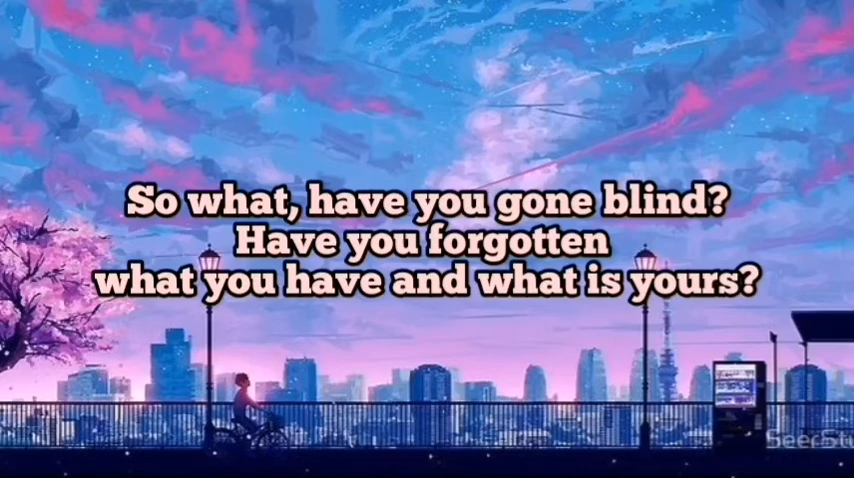 So what, have you gone blind?
Have you forgotten
what you have and what is yours?